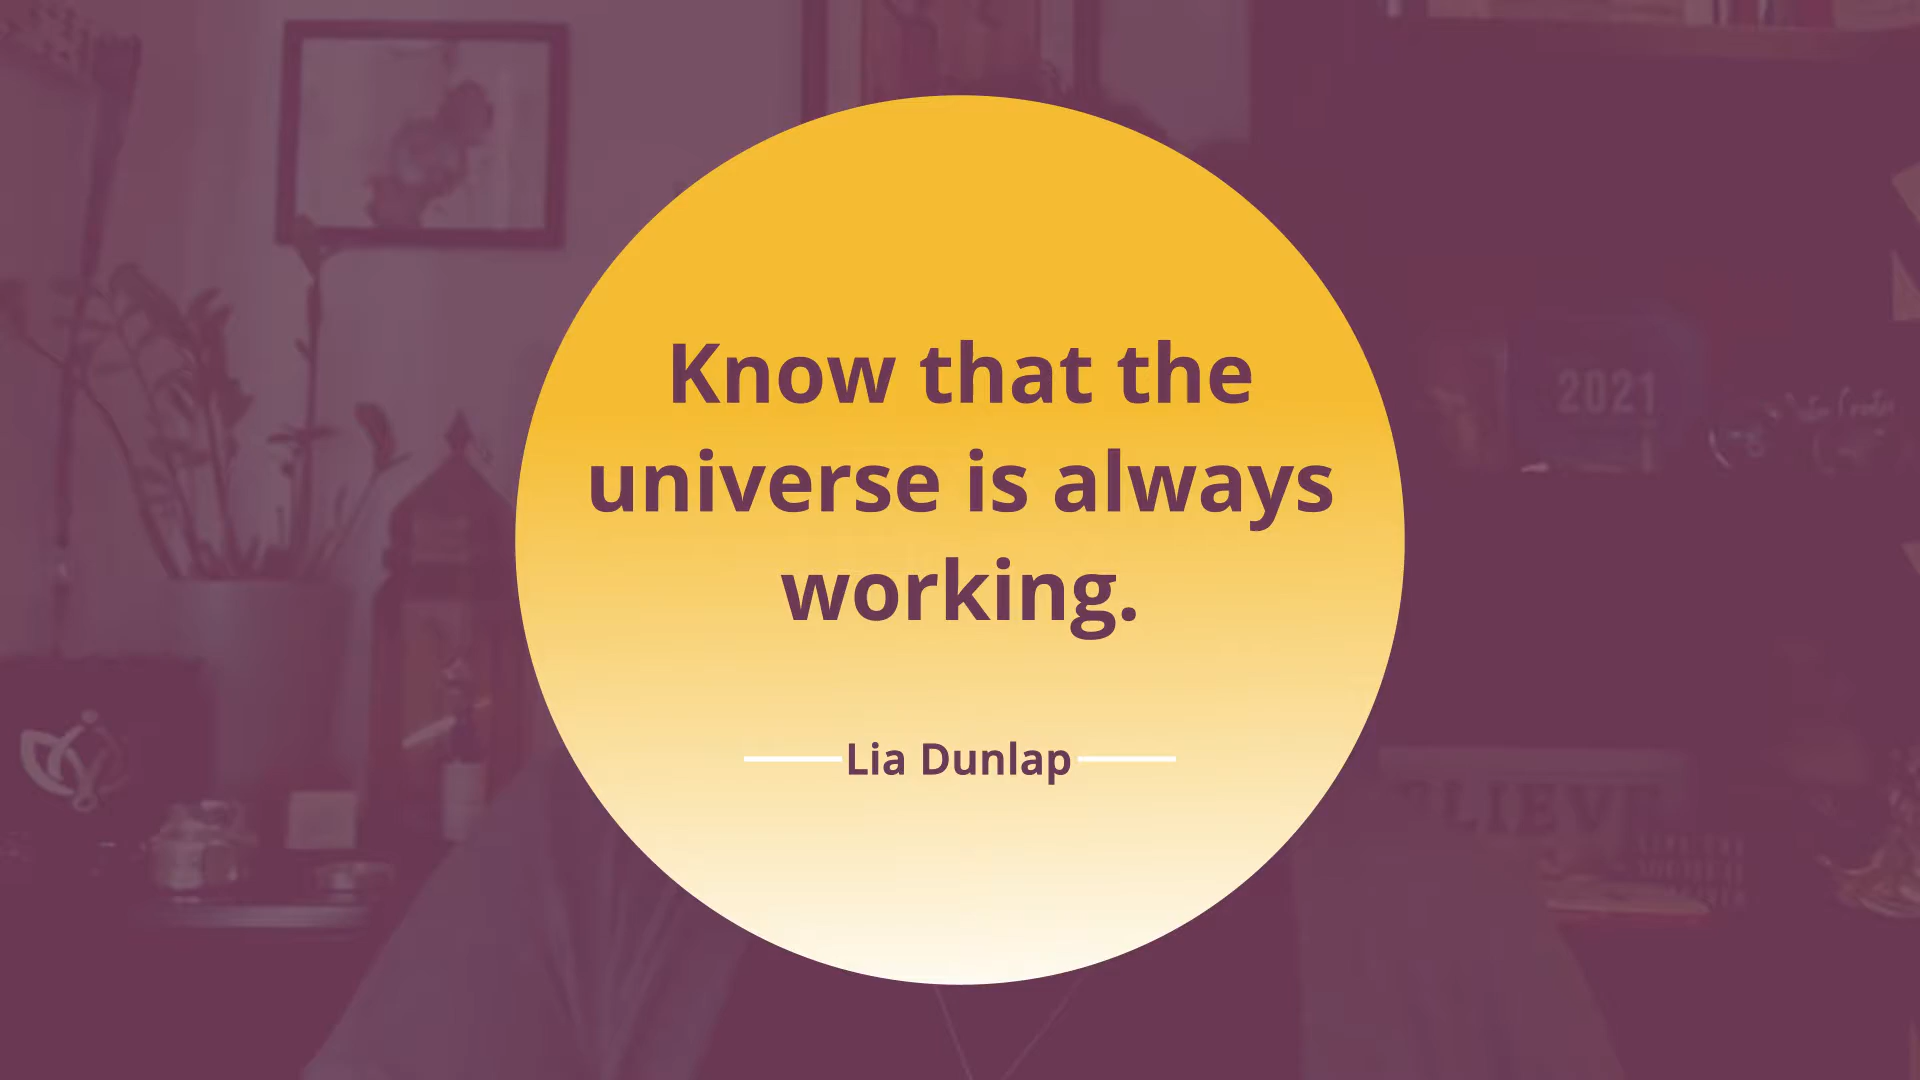 Know that the
universe is always
working.
Lia Dunlap
2021